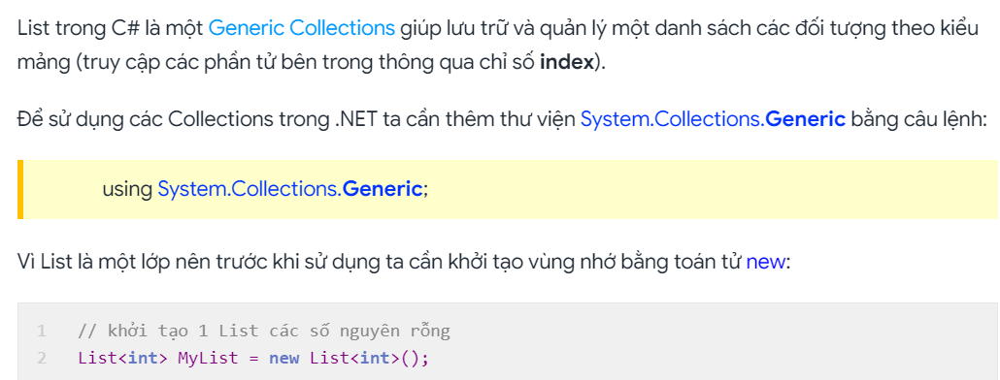 List trong C# là một Generic Collections giúp lưu trữ và quản lý một danh sách các đối tượng theo kiểu
mảng (truy cập các phần tử bên trong thông qua chỉ số index).
Để sử dụng các Collections trong .NET ta cần thêm thư viện System.Collections.Generic bằng câu lệnh:
using System.Collections.Generic;
Vì List là một lớp nên trước khi sử dụng ta cần khởi tạo vùng nhớ bằng toán tử new:
1 // khởi tạo 1 List các số nguyên rỗng
2 List<int> MyList = new List<int>();